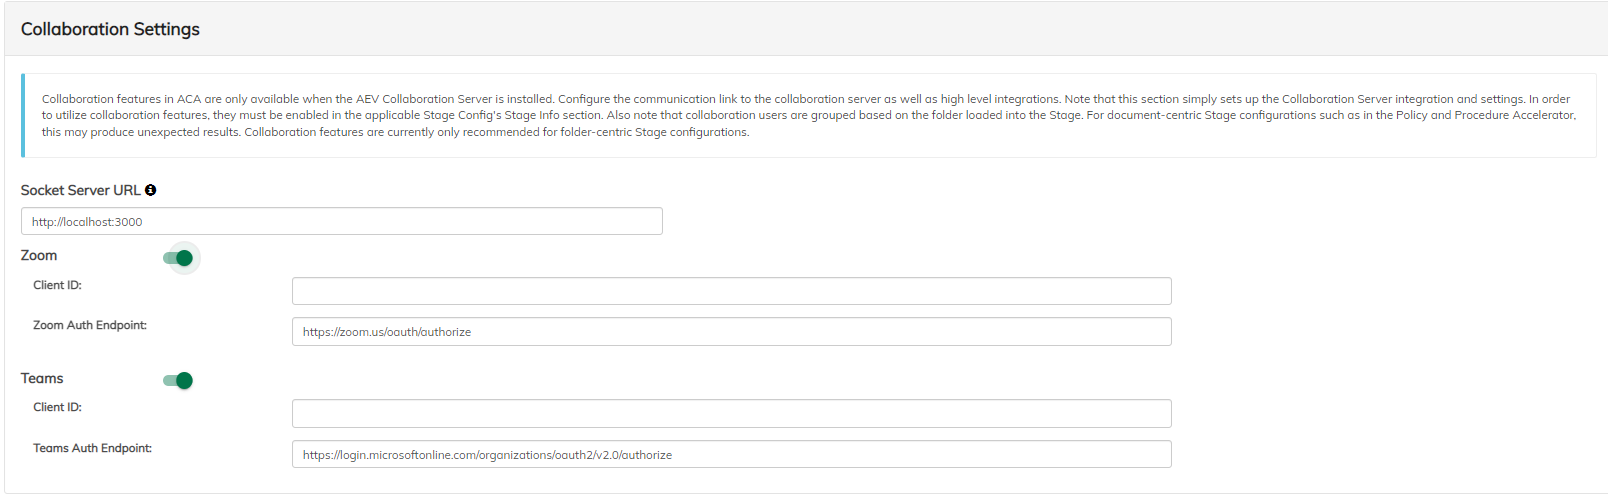 Collaboration Settings
Collaboration features in ACA are only available when the AEV Collaboration Server is installed. Configure the communication link to the collaboration server as well as high level integrations. Note that this section simply sets up the Collaboration Server integration and settings. In order
to utilize collaboration features, they must be enabled in the applicable Stage Config's Stage Info section. Also note that collaboration users are grouped based on the folder loaded into the Stage. For document-centric Stage configurations such as in the Policy and Procedure Accelerator,
this may produce unexpected results. Collaboration features are currently only recommended for folder-centric Stage configurations.
Socket Server URL
http://localhost:3000
Zoom
Client ID:
Zoom Auth Endpoint:
https://zoom.us/oauth/authorize
Teams
Client ID:
Teams Auth Endpoint:
https://login.microsoftonline.com/organizations/oauth2/v2.0/authorize